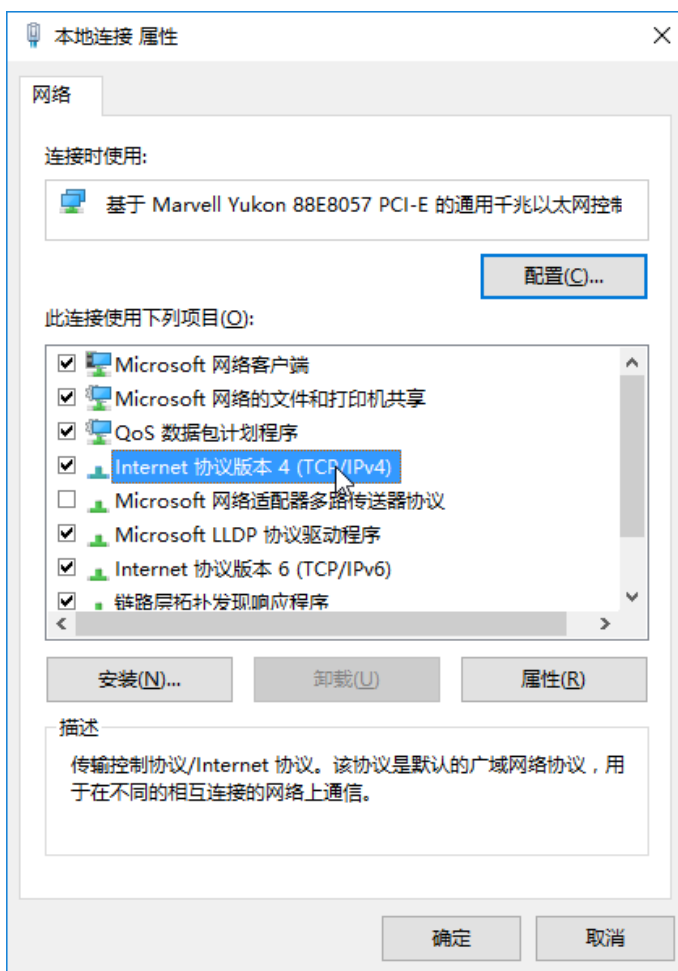 本地连接 属性
网络
连接时使用:
基于 Marvell Yukon 88E8057 PCI-E 的通用千兆以太网控制
配置(C)...
此连接使用下列项目(O):
Microsoft 网络客户端
Microsoft 网络的文件和打印机共享
QoS 数据包计划程序
Internet 协议版本 4 (TCP/IPv4)
Microsoft 网络适配器多路传送器协议
Microsoft LLDP 协议驱动程序
Internet 协议版本 6 (TCP/IPv6)
链路层拓扑发现响应程序
安装(N)... 卸载(U) 属性(R)
描述
传输控制协议/Internet 协议。该协议是默认的广域网络协议，用
于在不同的相互连接的网络上通信。
确定 取消